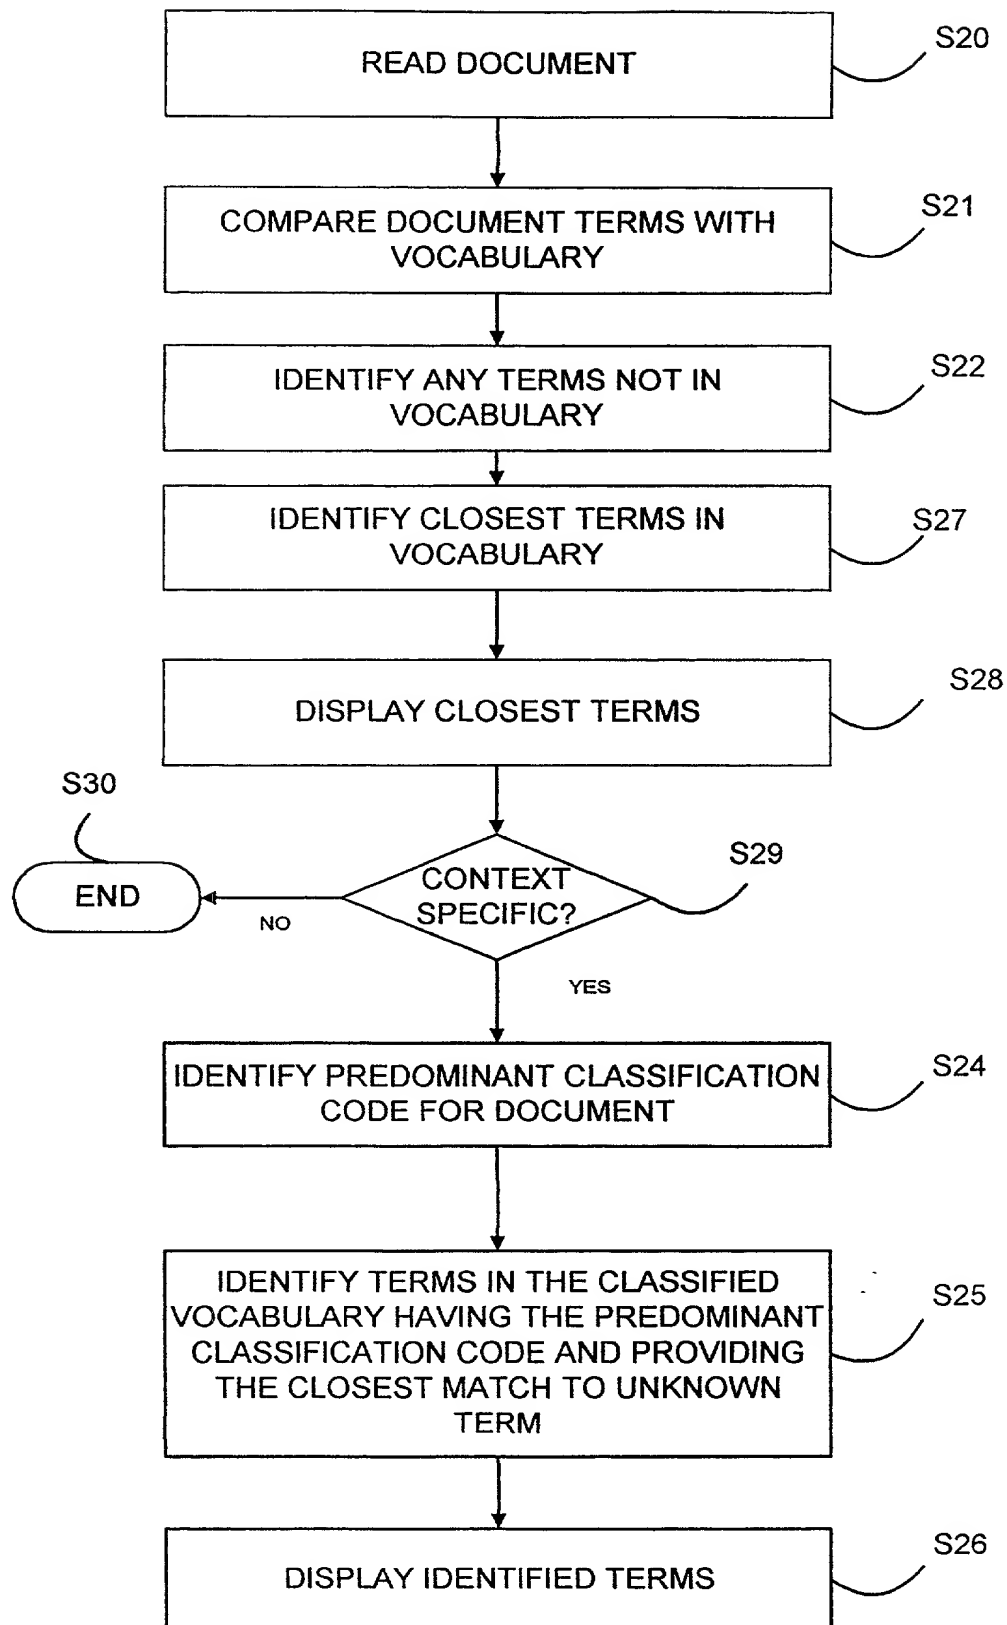 READ DOCUMENT
S20
COMPARE DOCUMENT TERMS WITH
VOCABULARY
S21
IDENTIFY ANY TERMS NOT IN
VOCABULARY
S22
IDENTIFY CLOSEST TERMS IN
VOCABULARY
S27
DISPLAY CLOSEST TERMS
S28
S30
END
NO
CONTEXT
SPECIFIC?
S29
YES
IDENTIFY PREDOMINANT CLASSIFICATION
CODE FOR DOCUMENT
S24
IDENTIFY TERMS IN THE CLASSIFIED
VOCABULARY HAVING THE PREDOMINANT
CLASSIFICATION CODE AND PROVIDING
THE CLOSEST MATCH TO UNKNOWN
TERM
S25
DISPLAY IDENTIFIED TERMS
S26